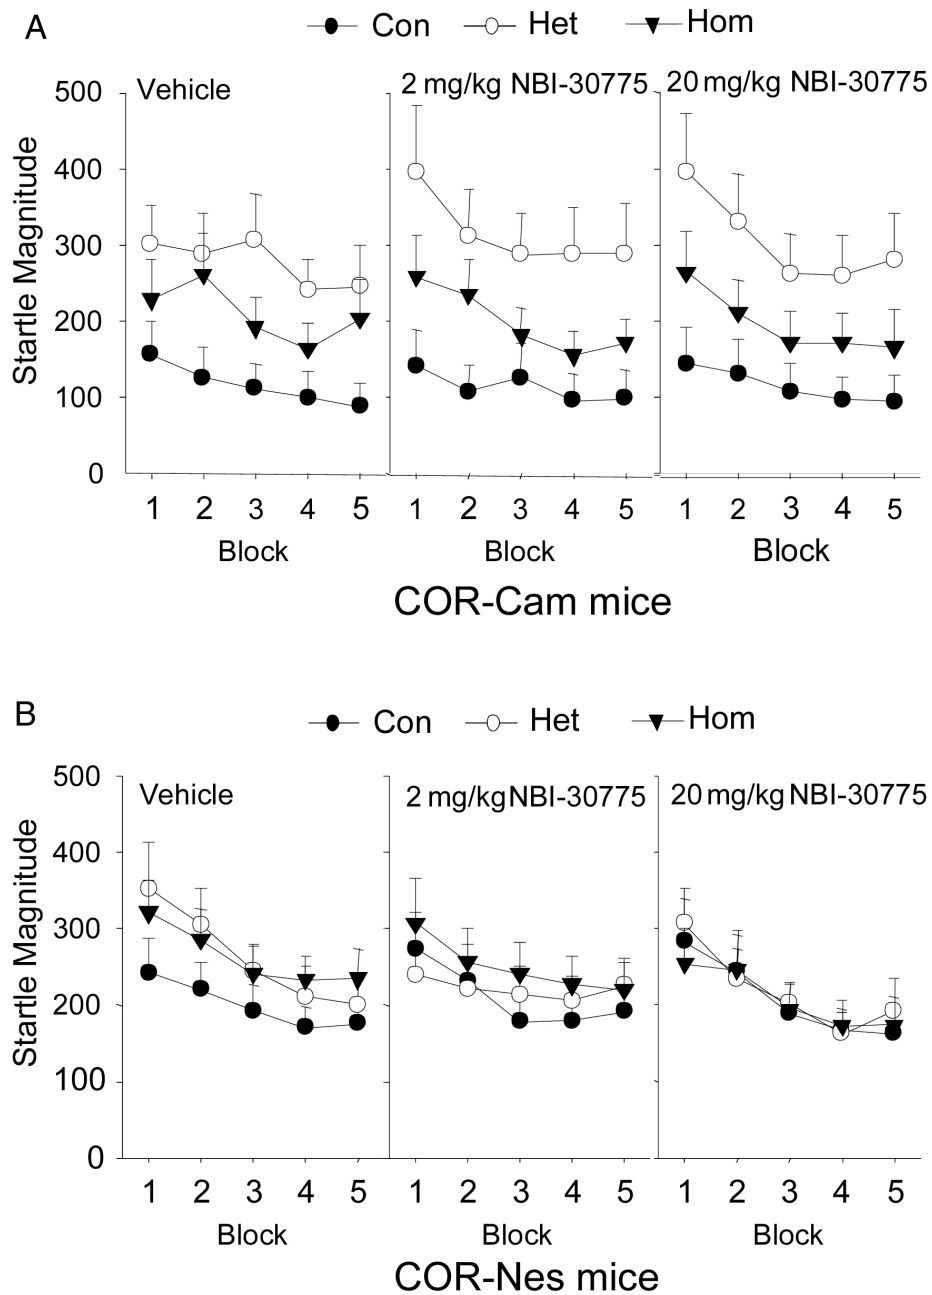 A
Con Het Hom
Vehicle 2 mg/kg NBI-30775 20 mg/kg NBI-30775
Startle Magnitude
500
400
300
200
100
0
1 2 3 4 5 1 2 3 4 5 1 2 3 4 5
Block Block Block
COR-Cam mice
B
Con Het Hom
Vehicle 2 mg/kg NBI-30775 20 mg/kg NBI-30775
Startle Magnitude
500
400
300
200
100
0
1 2 3 4 5 1 2 3 4 5 1 2 3 4 5
Block Block Block
COR-Nes mice